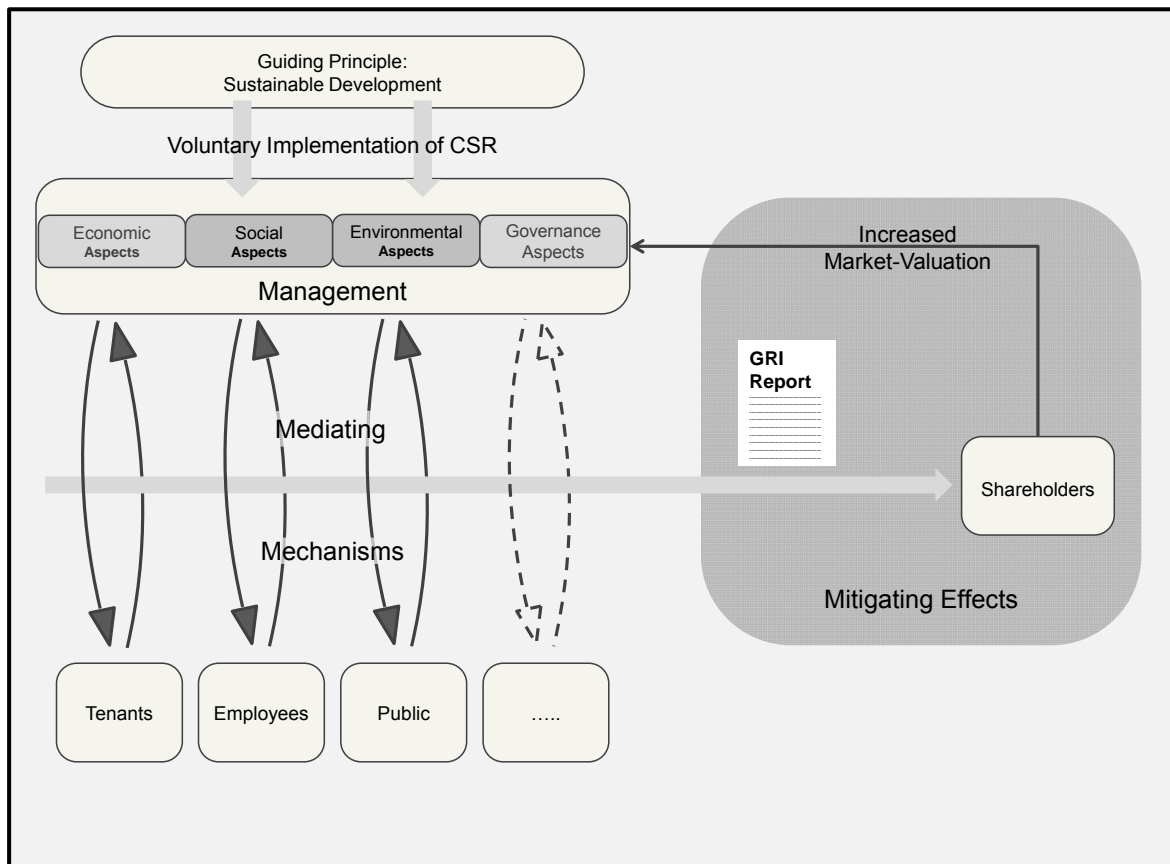 Guiding Principle:
Sustainable Development
Voluntary Implementation of CSR
Economic
Aspects
Social
Aspects
Environmental
Aspects
Governance
Aspects
Management
Increased
Market-Valuation
GRI
Report
Mediating
Mechanisms
Shareholders
Mitigating Effects
Tenants
Employees
Public
…..